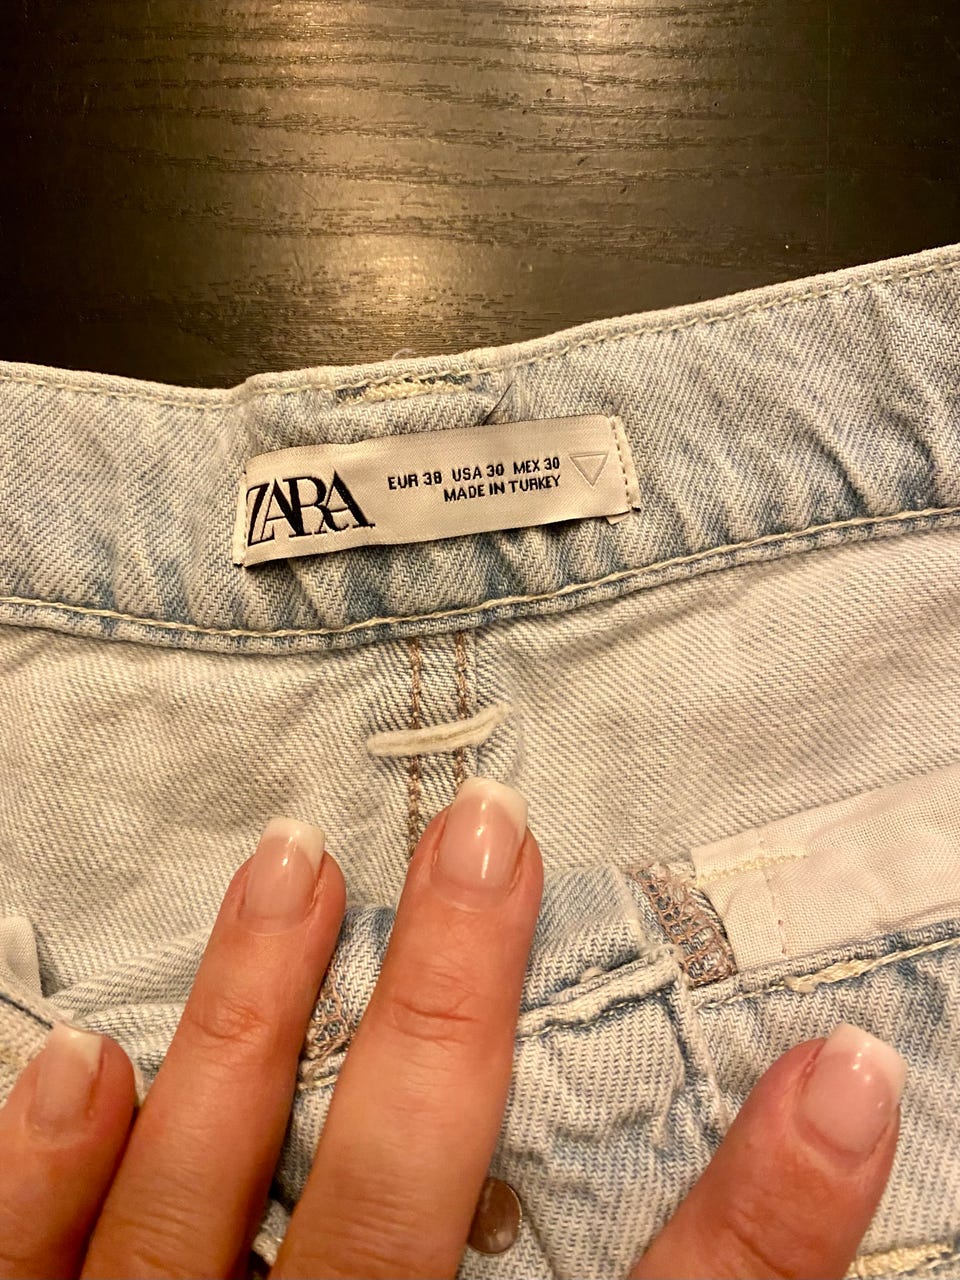 ZARA
EUR 38 USA 30 MEX 30
MADE IN TURKEY